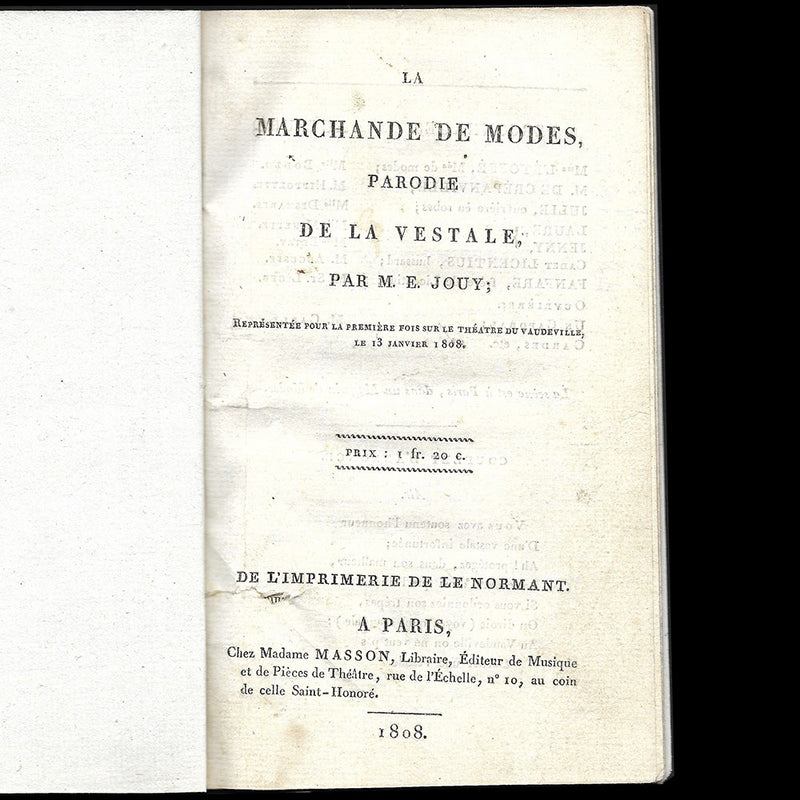 LA
MARCHANDE DE MODES,
PARODIE
DE LA VESTALE,
PAR M. E. JOUY;
REPRÉSENTÉE POUR LA PREMIÈRE FOIS SUR LE THÉATRE DU VAUDEVILLE,
LE 13 JANVIER 1808.
PRIX : 1 fr. 20 c.
DE L'IMPRIMERIE DE LE NORMANT.
A PARIS,
Chez Madame MASSON, Libraire, Éditeur de Musique
et de Pièces de Théâtre, rue de l'Échelle, n° 10, au coin
de celle Saint-Honoré.
1808.